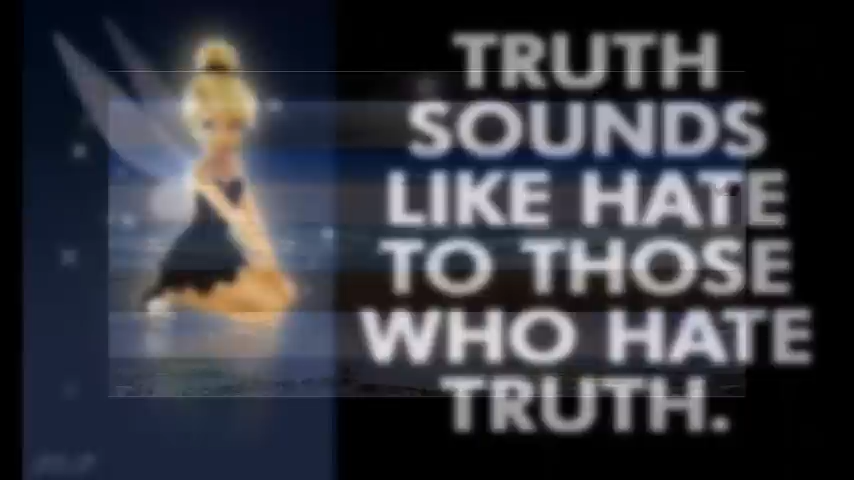 TRUTH
SOUNDS
LIKE HATE
TO THOSE
WHO HATE
TRUTH.